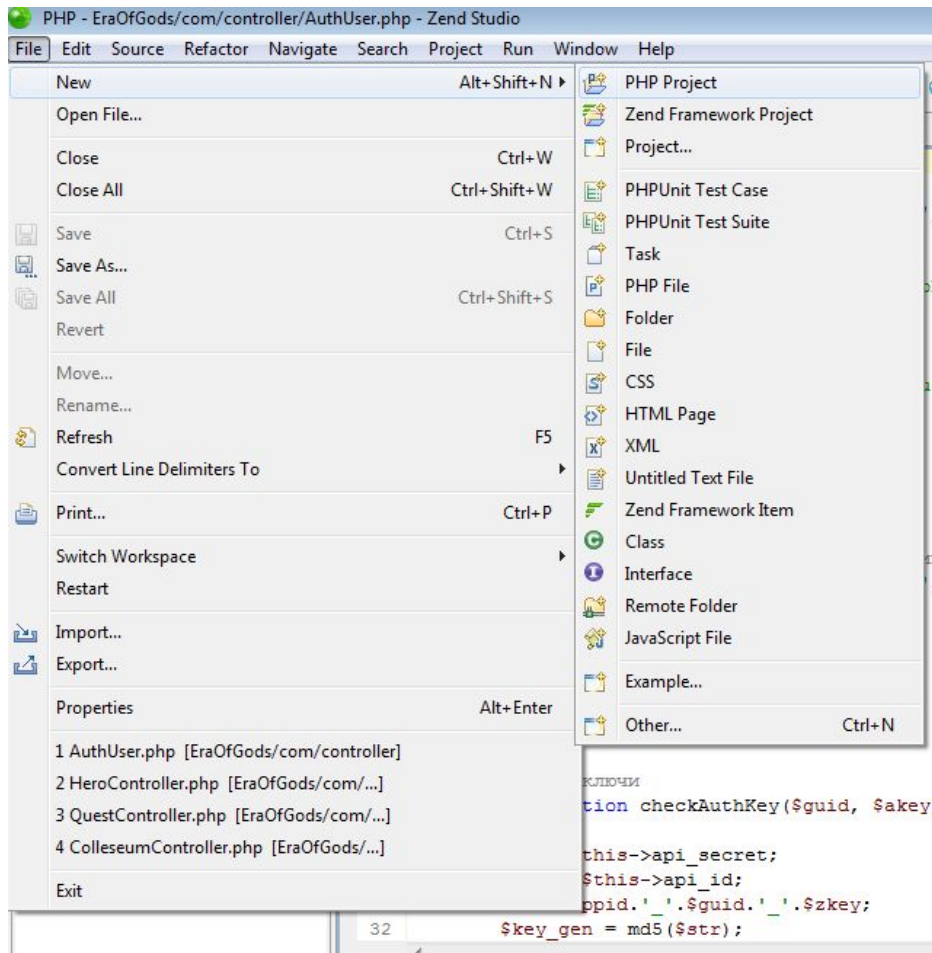 PHP - EraOfGods/com/controller/AuthUser.php - Zend Studio
File Edit Source Refactor Navigate Search Project Run Window Help
New Alt+Shift+N
Open File...
Close Ctrl+W
Close All Ctrl+Shift+W
Save Ctrl+S
Save As...
Save All Ctrl+Shift+S
Revert
Move...
Rename...
Refresh F5
Convert Line Delimiters To
Print... Ctrl+P
Switch Workspace
Restart
Import...
Export...
Properties Alt+Enter
1 AuthUser.php [EraOfGods/com/controller]
2 HeroController.php [EraOfGods/com/...]
3 QuestController.php [EraOfGods/com/...]
4 ColleseumController.php [EraOfGods/...]
Exit
PHP Project
Zend Framework Project
Project...
PHPUnit Test Case
PHPUnit Test Suite
Task
PHP File
Folder
File
CSS
HTML Page
XML
Untitled Text File
Zend Framework Item
Class
Interface
Remote Folder
JavaScript File
Example...
Other... Ctrl+N
ключи
tion checkAuthKey($guid, $akey
this->api_secret;
$this->api_id;
ppid.'_'.$guid.'_'.$zkey;
32 $key_gen = md5($str);